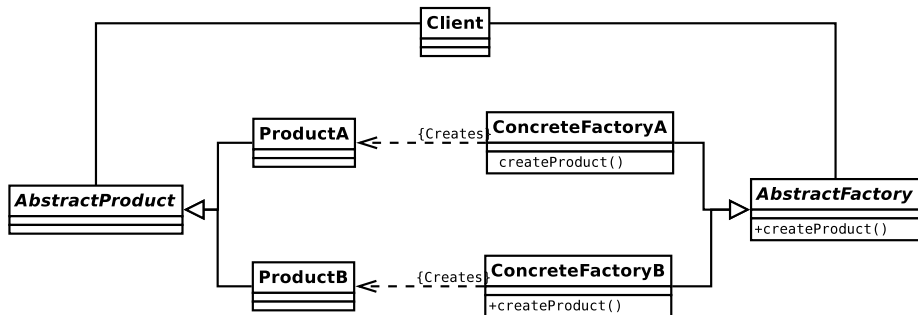 Client
ProductA
{Creates}
ConcreteFactoryA
createProduct()
AbstractProduct
AbstractFactory
+createProduct()
ProductB
{Creates}
ConcreteFactoryB
+createProduct()